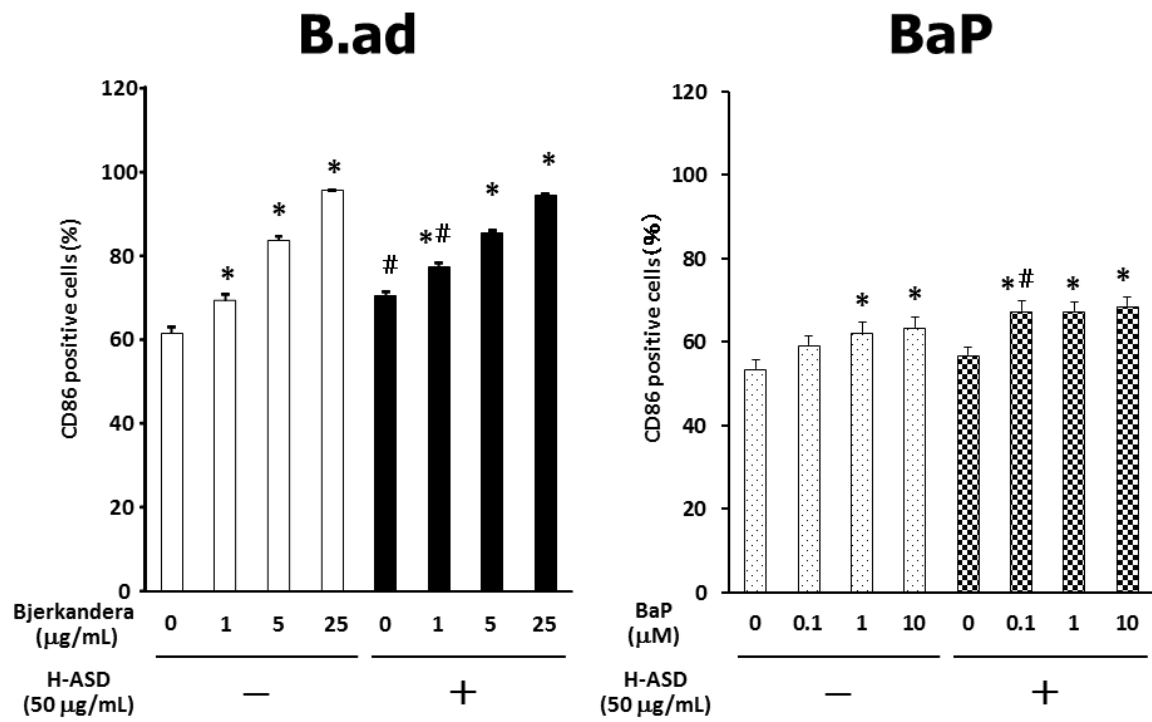 B.ad
BaP
CD86 positive cells (%)
120
100
80
60
40
20
0
*
*
*
#
*#
*
*
Bjerkandera
(μg/mL)
0 1 5 25 0 1 5 25
H-ASD
(50 μg/mL)
− +
CD86 positive cells (%)
120
100
80
60
40
20
0
*
*
*#
*
*
BaP
(μM)
0 0.1 1 10 0 0.1 1 10
H-ASD
(50 μg/mL)
− +